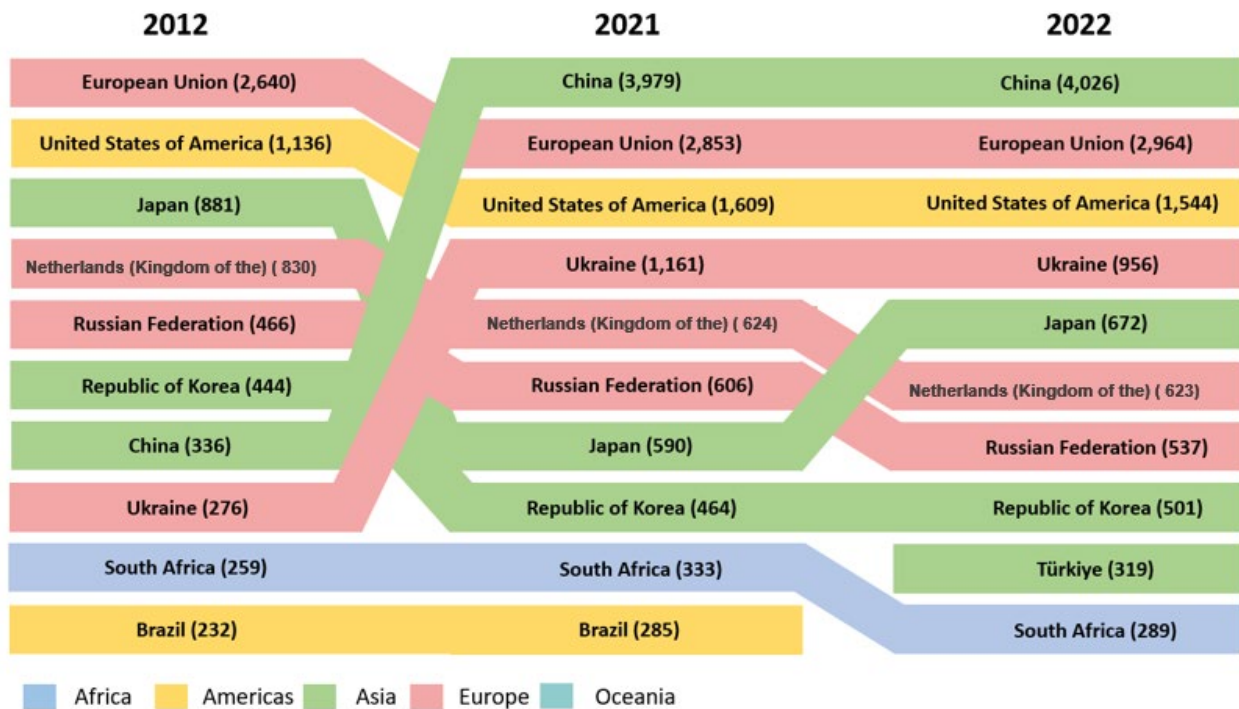 2012 2021 2022
European Union (2,640) China (3,979) China (4,026)
United States of America (1,136) European Union (2,853) European Union (2,964)
Japan (881) United States of America (1,609) United States of America (1,544)
Netherlands (Kingdom of the) ( 830) Ukraine (1,161) Ukraine (956)
Russian Federation (466) Netherlands (Kingdom of the) ( 624) Japan (672)
Republic of Korea (444) Russian Federation (606) Netherlands (Kingdom of the) ( 623)
China (336) Japan (590) Russian Federation (537)
Ukraine (276) Republic of Korea (464) Republic of Korea (501)
South Africa (259) South Africa (333) Türkiye (319)
Brazil (232) Brazil (285) South Africa (289)
Africa Americas Asia Europe Oceania